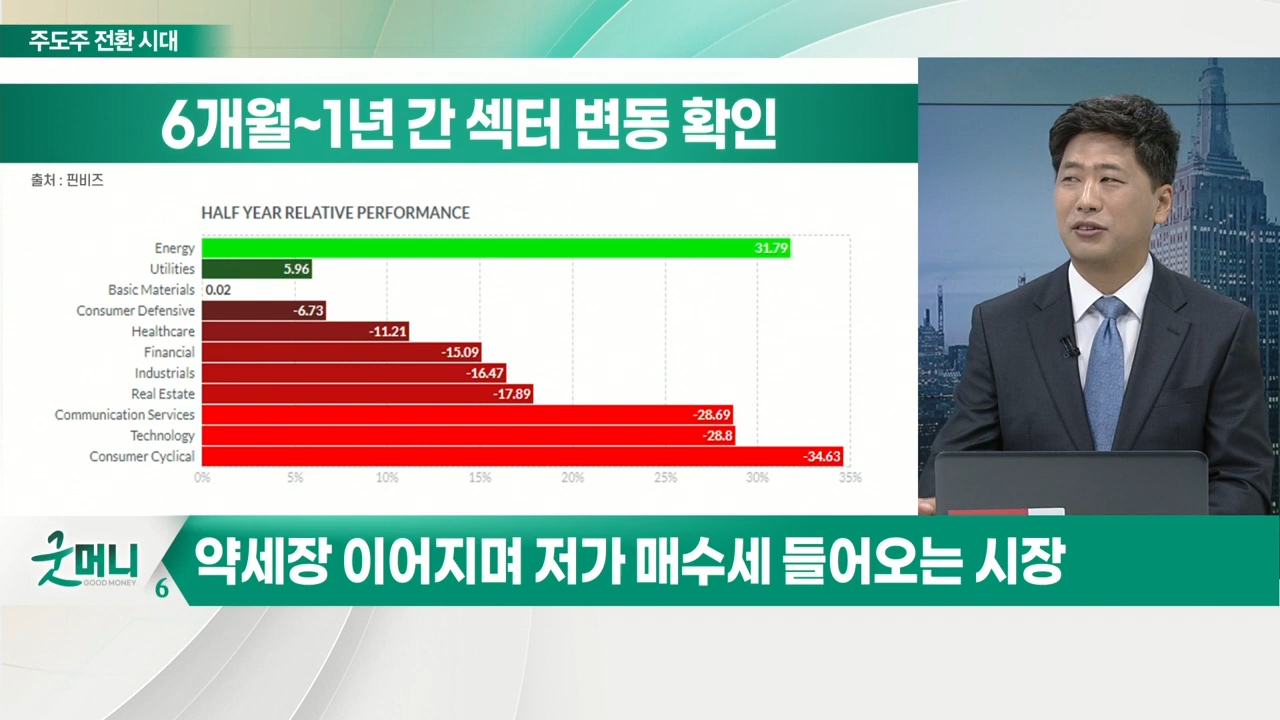 주도주 전환 시대
6개월~1년 간 섹터 변동 확인
출처 : 핀비즈
HALF YEAR RELATIVE PERFORMANCE
Energy 31.79
Utilities 5.96
Basic Materials 0.02
Consumer Defensive -6.73
Healthcare -11.21
Financial -15.09
Industrials -16.47
Real Estate -17.89
Communication Services -28.69
Technology -28.8
Consumer Cyclical -34.63
0% 5% 10% 15% 20% 25% 30% 35%
굿머니
GOOD MONEY
6
약세장 이어지며 저가 매수세 들어오는 시장